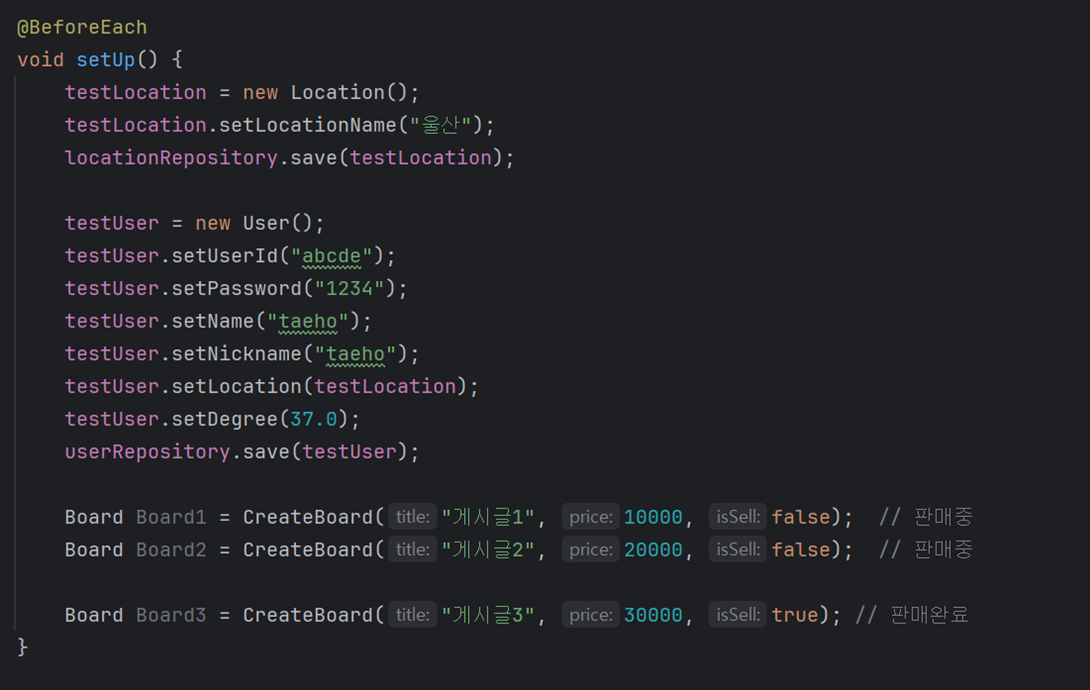 @BeforeEach
void setUp() {
testLocation = new Location();
testLocation.setLocationName("울산");
locationRepository.save(testLocation);
testUser = new User();
testUser.setUserId("abcde");
testUser.setPassword("1234");
testUser.setName("taeho");
testUser.setNickname("taeho");
testUser.setLocation(testLocation);
testUser.setDegree(37.0);
userRepository.save(testUser);
Board Board1 = CreateBoard( title: "게시글1", price: 10000, isSell: false); // 판매중
Board Board2 = CreateBoard( title: "게시글2", price: 20000, isSell: false); // 판매중
Board Board3 = CreateBoard( title: "게시글3", price: 30000, isSell: true); // 판매완료
}